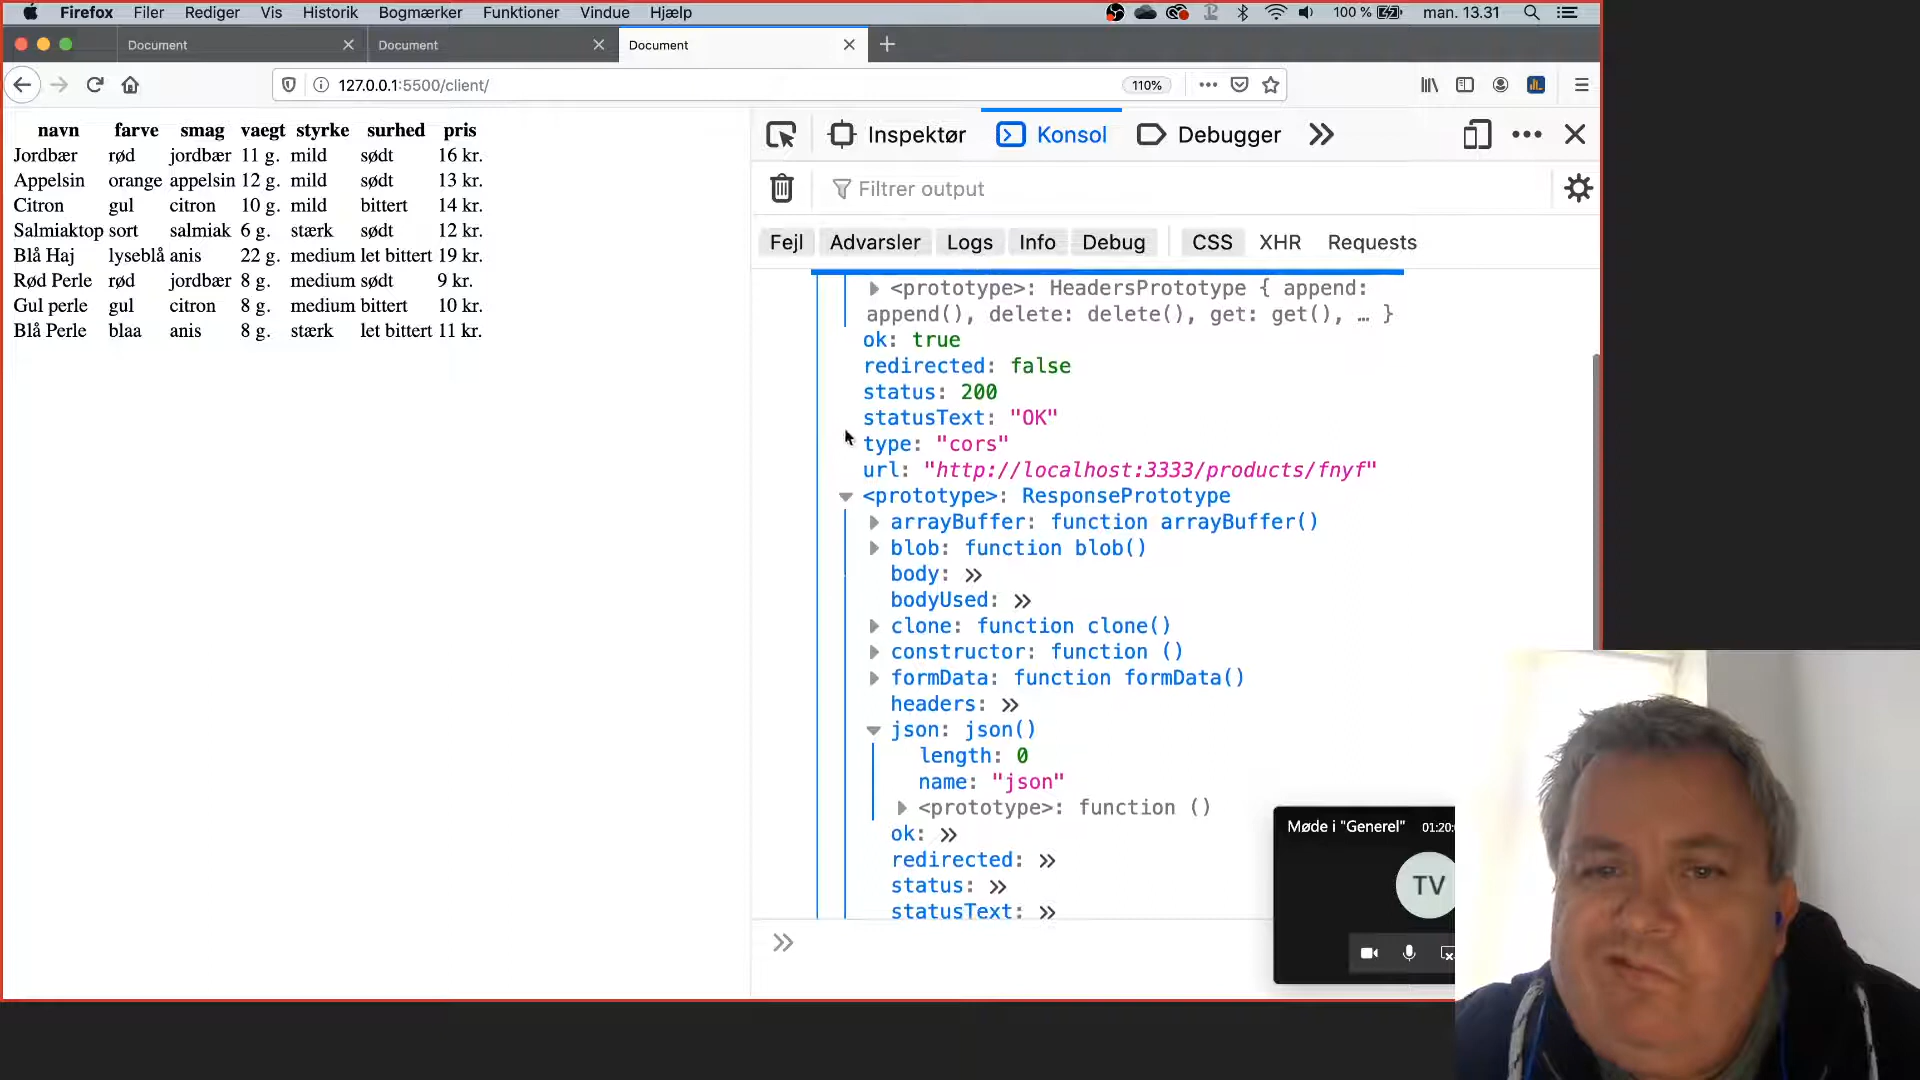 Firefox Filer Rediger Vis Historik Bogmærker Funktioner Vindue Hjælp 100 % man. 13.31
Document Document Document
127.0.0.1:5500/client/ 110%
navn farve smag vaegt styrke surhed pris
Jordbær rød jordbær 11 g. mild sødt 16 kr.
Appelsin orange appelsin 12 g. mild sødt 13 kr.
Citron gul citron 10 g. mild bittert 14 kr.
Salmiaktop sort salmiak 6 g. stærk sødt 12 kr.
Blå Haj lyseblå anis 22 g. medium let bittert 19 kr.
Rød Perle rød jordbær 8 g. medium sødt 9 kr.
Gul perle gul citron 8 g. medium bittert 10 kr.
Blå Perle blaa anis 8 g. stærk let bittert 11 kr.
Inspektør Konsol Debugger
Filtrer output
Fejl Advarsler Logs Info Debug CSS XHR Requests
<prototype>: HeadersPrototype { append:
append(), delete: delete(), get: get(), … }
ok: true
redirected: false
status: 200
statusText: "OK"
type: "cors"
url: "http://localhost:3333/products/fnyf"
<prototype>: ResponsePrototype
arrayBuffer: function arrayBuffer()
blob: function blob()
body: »
bodyUsed: »
clone: function clone()
constructor: function ()
formData: function formData()
headers: »
json: json()
length: 0
name: "json"
<prototype>: function ()
ok: »
redirected: »
status: »
statusText: »
»
Møde i "Generel" 01:20:
TV